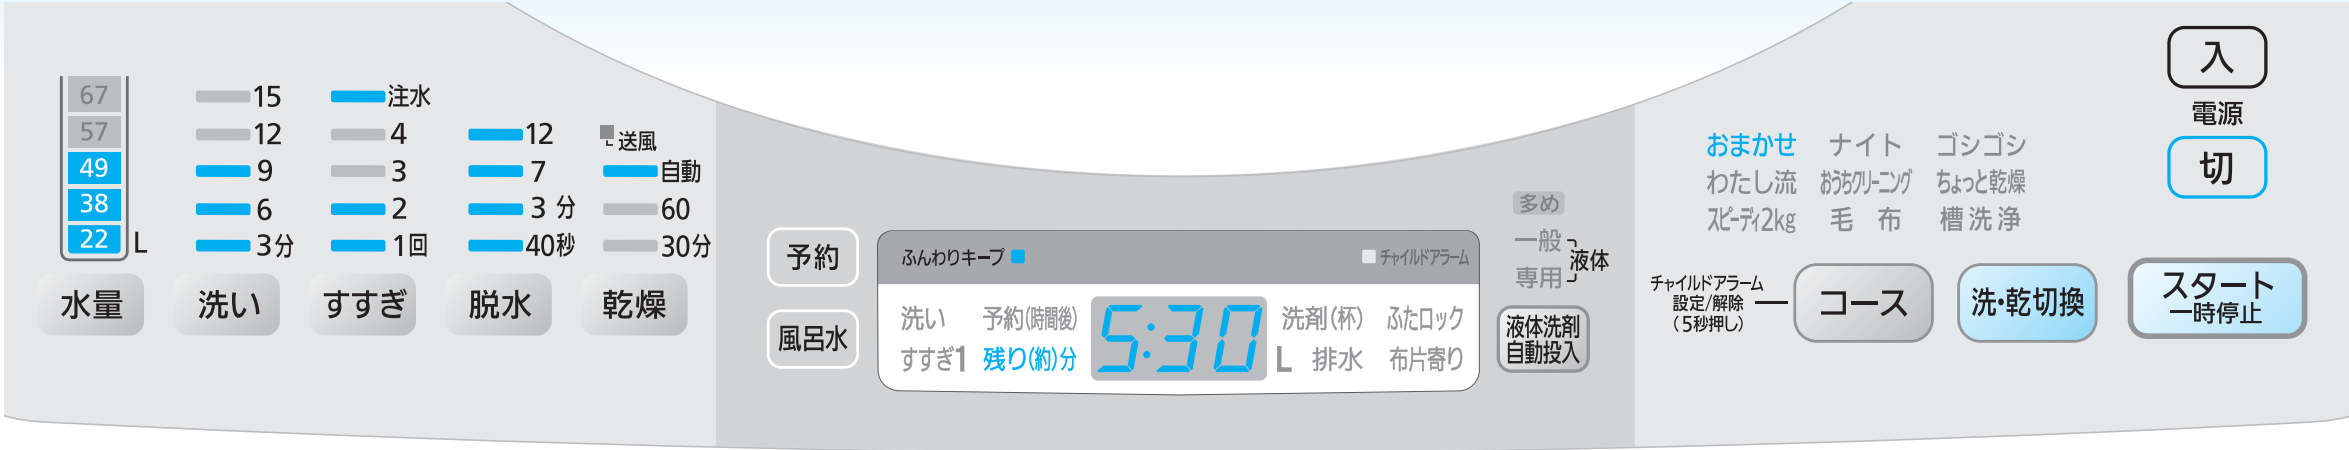 67
57
49
38
22 L
水量
15
12
9
6
3分
洗い
注水
4
3
2
1回
すすぎ
12
7
3 分
40秒
脱水
送風
自動
60
30分
乾燥
予約
風呂水
ふんわりキープ
チャイルドアラーム
洗い 予約(時間後) 5:30 洗剤(杯) ふたロック
すすぎ1 残り(約)分 L 排水 布片寄り
多め
一般
専用
液体
液体洗剤
自動投入
おまかせ ナイト ゴシゴシ
わたし流 おうちクリーニング ちょっと乾燥
スピーディ2kg 毛 布 槽洗浄
チャイルドアラーム
設定/解除
(5秒押し)
コース
洗・乾切換
入
電源
切
スタート
一時停止